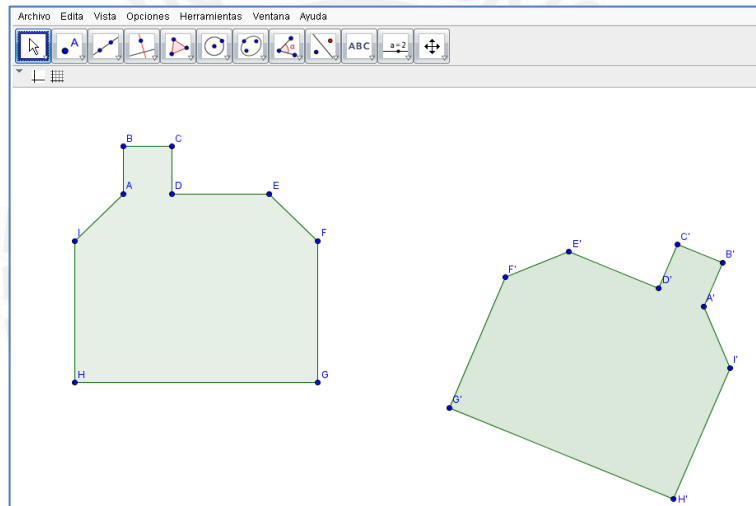 Archivo Edita Vista Opciones Herramientas Ventana Ayuda
A ABC a=2
α
B C
A D E
I F
H G
C'
E' B'
F'
D' A'
I'
G'
H'